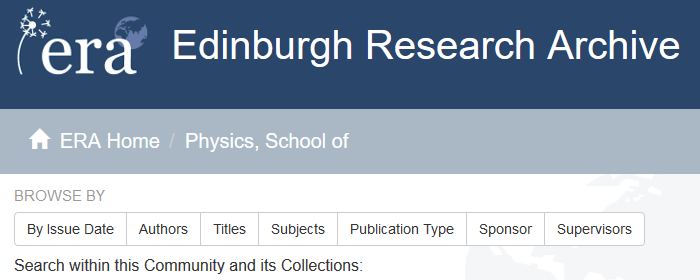 era Edinburgh Research Archive
ERA Home / Physics, School of
BROWSE BY
By Issue Date Authors Titles Subjects Publication Type Sponsor Supervisors
Search within this Community and its Collections: